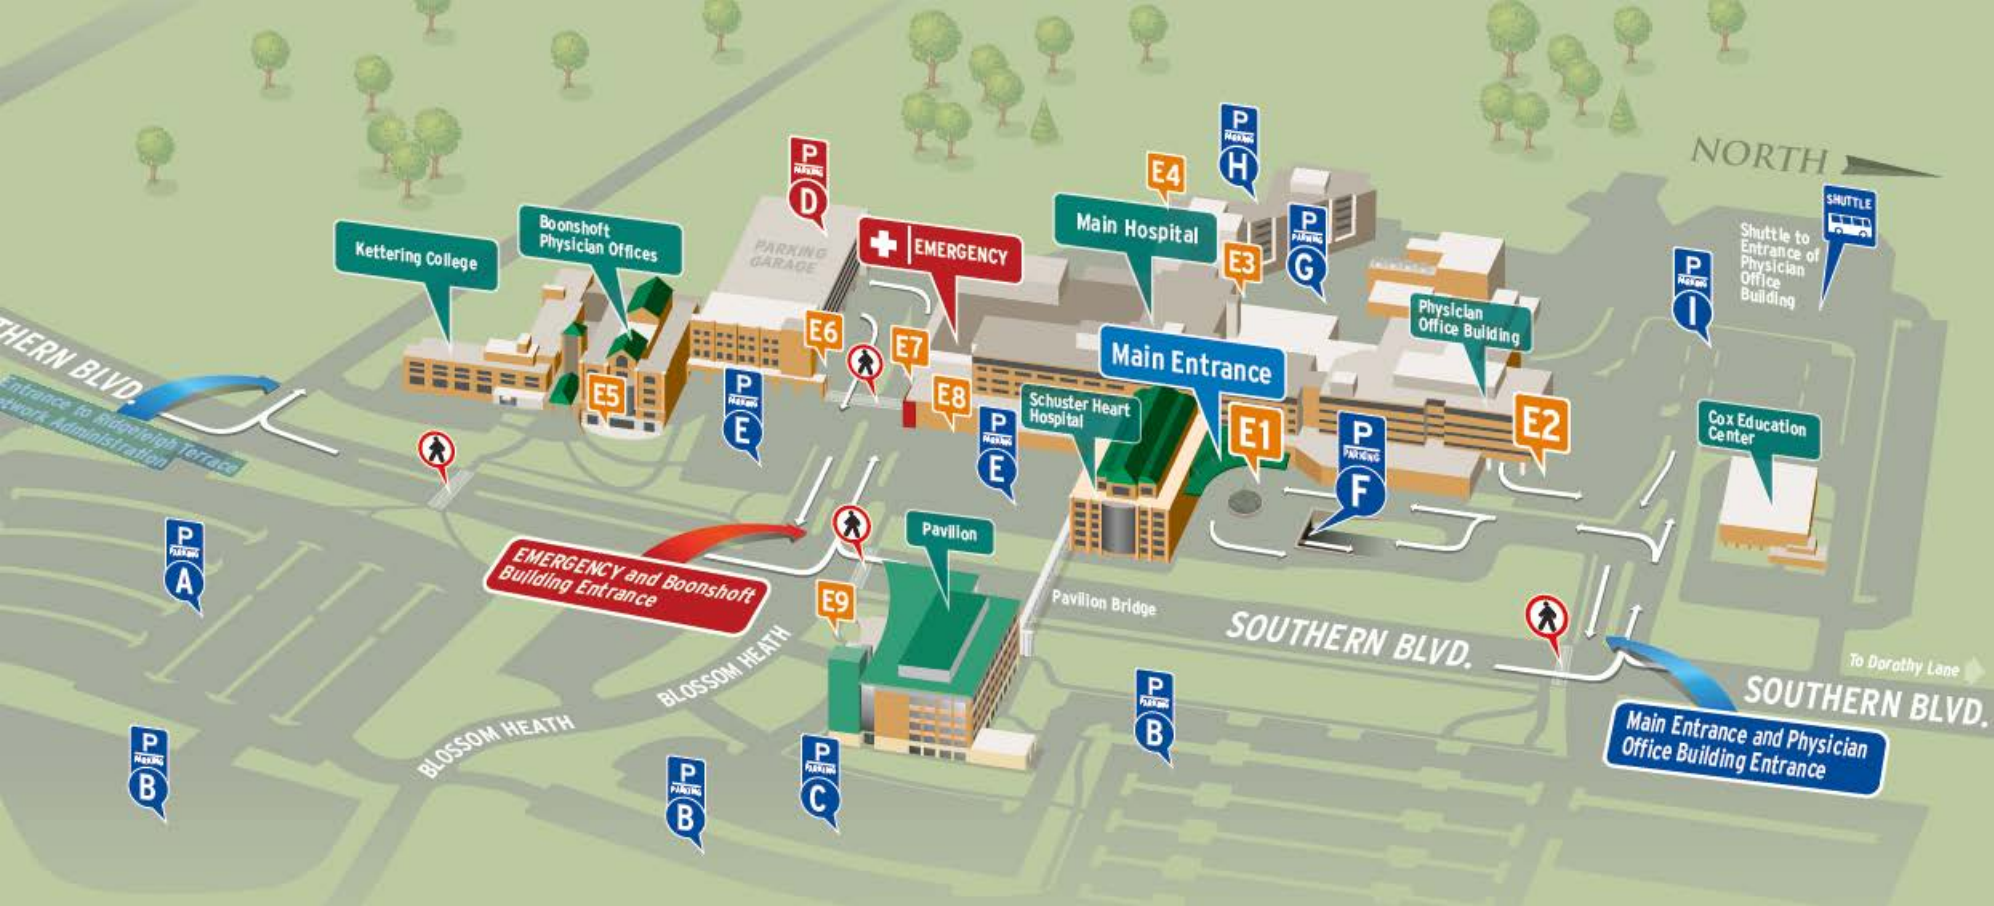 P
PARKING
H
P
PARKING
D
E4
NORTH
SHUTTLE
Kettering College
Boonshoft
Physician Offices
PARKING
GARAGE
EMERGENCY
Main Hospital
E3
P
PARKING
G
P
PARKING
I
Shuttle to
Entrance of
Physician
Office
Building
Physician
Office Building
THERN BLVD.
Entrance to Ridgeleigh Terrace
etwork Administration
E5
E6
E7
E8
P
PARKING
E
P
PARKING
E
Main Entrance
Schuster Heart
Hospital
E1
P
PARKING
F
E2
Cox Education
Center
P
PARKING
A
EMERGENCY and Boonshoft
Building Entrance
Pavilion
E9
Pavilion Bridge
SOUTHERN BLVD.
To Dorothy Lane
SOUTHERN BLVD.
BLOSSOM HEATH
BLOSSOM HEATH
P
PARKING
B
P
PARKING
B
P
PARKING
C
P
PARKING
B
Main Entrance and Physician
Office Building Entrance